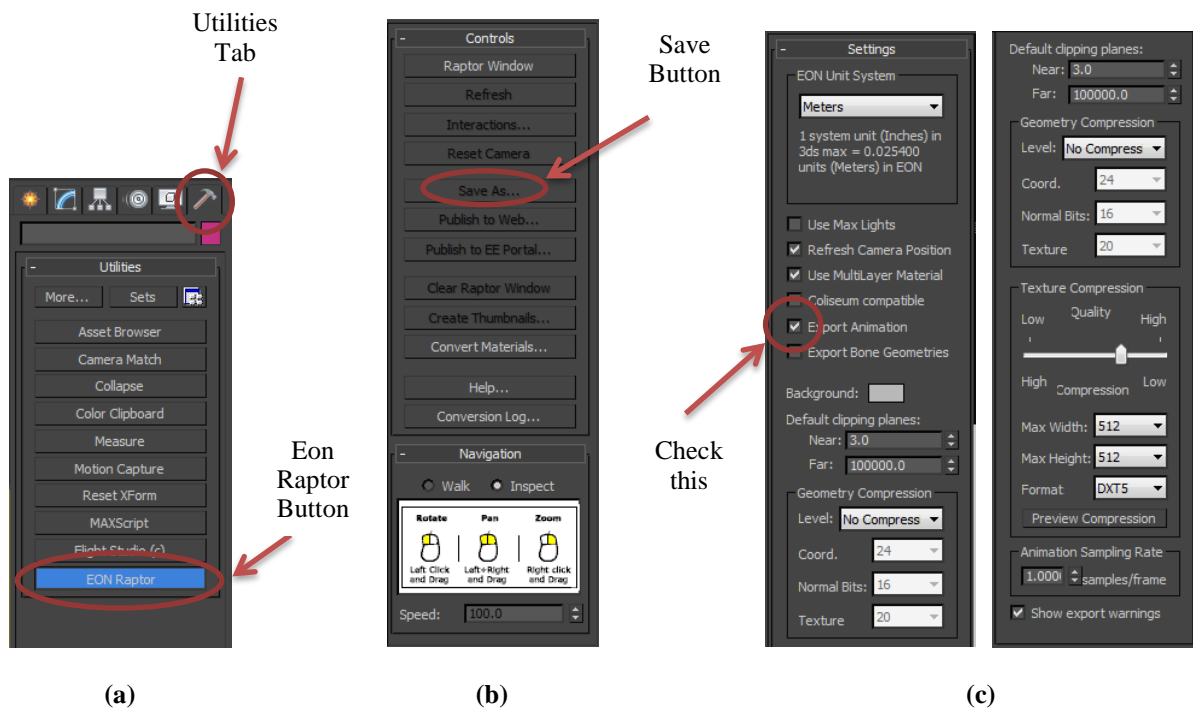 Utilities
Tab
-
Utilities
More...
Sets
Asset Browser
Camera Match
Collapse
Color Clipboard
Measure
Motion Capture
Reset XForm
MAXScript
Flight Studio (c)
EON Raptor
Eon
Raptor
Button
(a)
-
Controls
Raptor Window
Refresh
Interactions...
Reset Camera
Save As...
Publish to Web...
Publish to EE Portal...
Clear Raptor Window
Create Thumbnails...
Convert Materials...
Help...
Conversion Log...
-
Navigation
Walk
Inspect
Rotate Pan Zoom
Left Click and Drag
Left+Right and Drag
Right click and Drag
Speed: 100.0
Save
Button
(b)
-
Settings
EON Unit System
Meters
1 system unit (Inches) in
3ds max = 0.025400
units (Meters) in EON
Use Max Lights
Refresh Camera Position
Use MultiLayer Material
Coliseum compatible
Export Animation
Export Bone Geometries
Background:
Default clipping planes:
Near: 3.0
Far: 100000.0
Geometry Compression
Level: No Compress
Coord. 24
Normal Bits: 16
Texture 20
Check
this
Default clipping planes:
Near: 3.0
Far: 100000.0
Geometry Compression
Level: No Compress
Coord. 24
Normal Bits: 16
Texture 20
Texture Compression
Low Quality High
High Compression Low
Max Width: 512
Max Height: 512
Format DXT5
Preview Compression
Animation Sampling Rate
1.000 samples/frame
Show export warnings
(c)